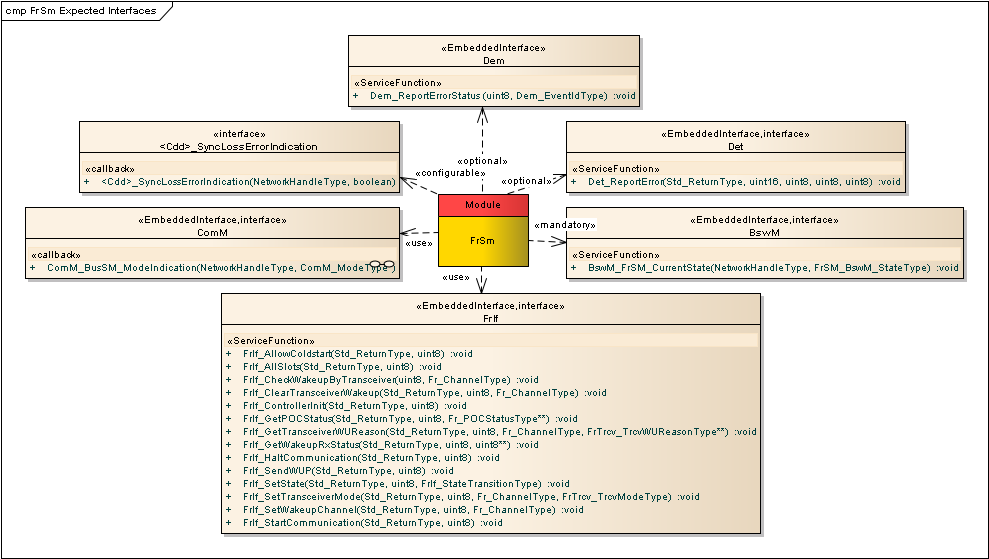 cmp FrSm Expected Interfaces
«EmbeddedInterface»
Dem
«ServiceFunction»
+ Dem_ReportErrorStatus(uint8, Dem_EventIdType) :void
«interface»
<Cdd>_SyncLossErrorIndication
«callback»
+ <Cdd>_SyncLossErrorIndication(NetworkHandleType, boolean)
«EmbeddedInterface,interface»
Det
«ServiceFunction»
+ Det_ReportError(Std_ReturnType, uint16, uint8, uint8, uint8) :void
«optional»
«configurable»
«optional»
Module
FrSm
«EmbeddedInterface,interface»
ComM
«callback»
+ ComM_BusSM_ModeIndication(NetworkHandleType, ComM_ModeType)
«use»
«mandatory»
«EmbeddedInterface,interface»
BswM
«ServiceFunction»
+ BswM_FrSM_CurrentState(NetworkHandleType, FrSM_BswM_StateType) :void
«use»
«EmbeddedInterface,interface»
FrIf
«ServiceFunction»
+ FrIf_AllowColdstart(Std_ReturnType, uint8) :void
+ FrIf_AllSlots(Std_ReturnType, uint8) :void
+ FrIf_CheckWakeupByTransceiver(uint8, Fr_ChannelType) :void
+ FrIf_ClearTransceiverWakeup(Std_ReturnType, uint8, Fr_ChannelType) :void
+ FrIf_ControllerInit(Std_ReturnType, uint8) :void
+ FrIf_GetPOCStatus(Std_ReturnType, uint8, Fr_POCStatusType**) :void
+ FrIf_GetTransceiverWUReason(Std_ReturnType, uint8, Fr_ChannelType, FrTrcv_TrcvWUReasonType**) :void
+ FrIf_GetWakeupRxStatus(Std_ReturnType, uint8, uint8**) :void
+ FrIf_HaltCommunication(Std_ReturnType, uint8) :void
+ FrIf_SendWUP(Std_ReturnType, uint8) :void
+ FrIf_SetState(Std_ReturnType, uint8, FrIf_StateTransitionType) :void
+ FrIf_SetTransceiverMode(Std_ReturnType, uint8, Fr_ChannelType, FrTrcv_TrcvModeType) :void
+ FrIf_SetWakeupChannel(Std_ReturnType, uint8, Fr_ChannelType) :void
+ FrIf_StartCommunication(Std_ReturnType, uint8) :void